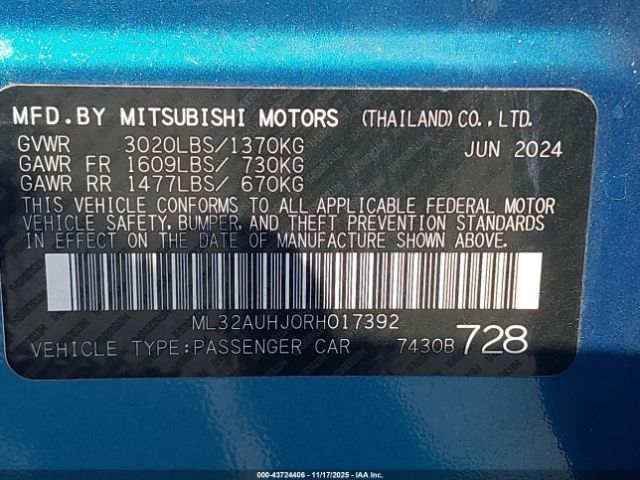 MFD.BY MITSUBISHI MOTORS (THAILAND)CO.,LTD.
GVWR 3020LBS/1370KG JUN 2024
GAWR FR 1609LBS/ 730KG
GAWR RR 1477LBS/ 670KG
THIS VEHICLE CONFORMS TO ALL APPLICABLE FEDERAL MOTOR
VEHICLE SAFETY, BUMPER, AND THEFT PREVENTION STANDARDS
IN EFFECT ON THE DATE OF MANUFACTURE SHOWN ABOVE.
ML32AUHJ0RH017392
VEHICLE TYPE:PASSENGER CAR 7430B 728
000-43724406 - 11/17/2025 - IAAI.COM